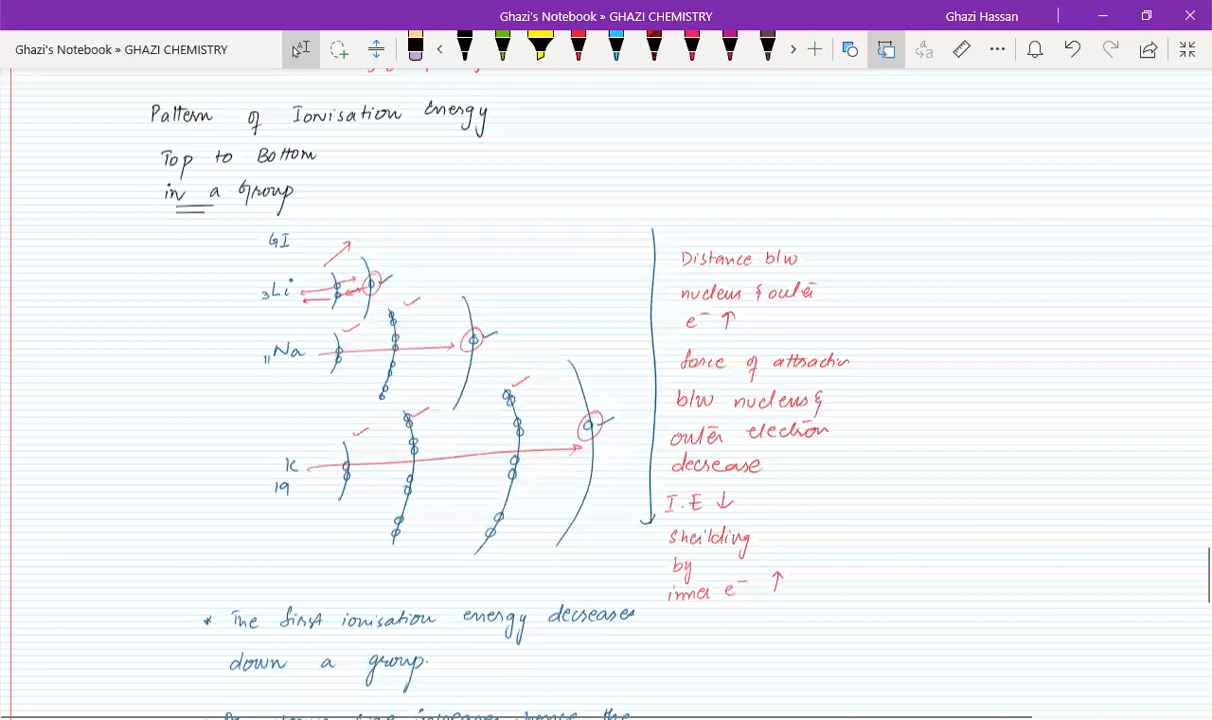 Ghazi's Notebook » GHAZI CHEMISTRY
Ghazi Hassan
Ghazi's Notebook » GHAZI CHEMISTRY
Pattern of Ionisation Energy
Top to Bottom
in a Group
GI
3Li
11Na
K
19
Distance b/w
nucleus & outer
e⁻ ↑
force of attraction
b/w nucleus &
outer electron
decrease
I.E ↓
sheilding
by
inner e⁻ ↑
* The first ionisation energy decreases
down a group.
the